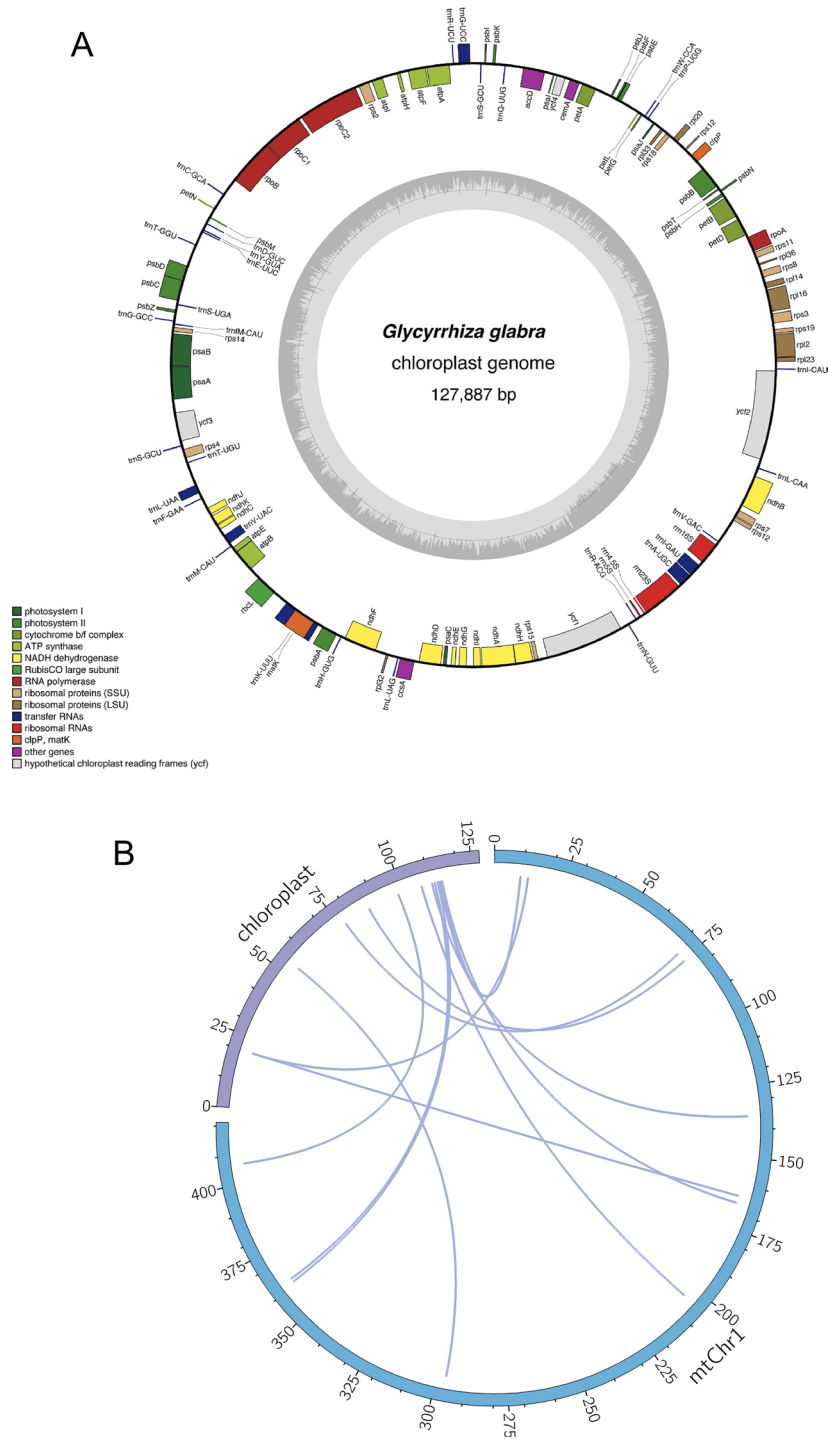 A
trnR-UCU
trnG-UCC
psbI
psbK
trnS-GCU
trnQ-UUG
accD
psaI
ycf4
cemA
petA
psbJ
psbF
psbE
petL
petG
trnW-CCA
trnP-UGG
psaJ
rpl33
rps18
rpl20
rps12
clpP
psbB
psbT
psbN
psbH
petB
petD
rpoA
rps11
rpl36
rps8
rpl14
rpl16
rps3
rps19
rpl2
rpl23
trnI-CAU
ycf2
trnL-CAA
ndhB
rps7
rps12
trnV-GAC
rrn16S
trnI-GAU
trnA-UGC
rrn23S
rrn4.5S
rrn5S
trnR-ACG
trnN-GUU
ycf1
rps15
ndhH
ndhA
ndhI
ndhG
ndhE
psaC
ndhD
ccsA
trnL-UAG
rpl32
ndhF
trnH-GUG
psbA
matK
trnK-UUU
rbcL
atpB
atpE
trnM-CAU
trnV-UAC
ndhC
ndhK
ndhJ
trnF-GAA
trnL-UAA
trnT-UGU
rps4
trnS-GCU
ycf3
psaA
psaB
rps14
trnfM-CAU
trnG-GCC
psbZ
trnS-UGA
psbC
psbD
trnT-GGU
trnE-UUC
trnY-GUA
trnD-GUC
psbM
petN
trnC-GCA
rpoB
rpoC1
rpoC2
rps2
atpI
atpH
atpF
atpA
Glycyrrhiza glabra
chloroplast genome
127,887 bp
photosystem I
photosystem II
cytochrome b/f complex
ATP synthase
NADH dehydrogenase
RubisCO large subunit
RNA polymerase
ribosomal proteins (SSU)
ribosomal proteins (LSU)
transfer RNAs
ribosomal RNAs
clpP, matK
other genes
hypothetical chloroplast reading frames (ycf)
B
chloroplast
0
25
50
75
100
125
mtChr1
0
25
50
75
100
125
150
175
200
225
250
275
300
325
350
375
400